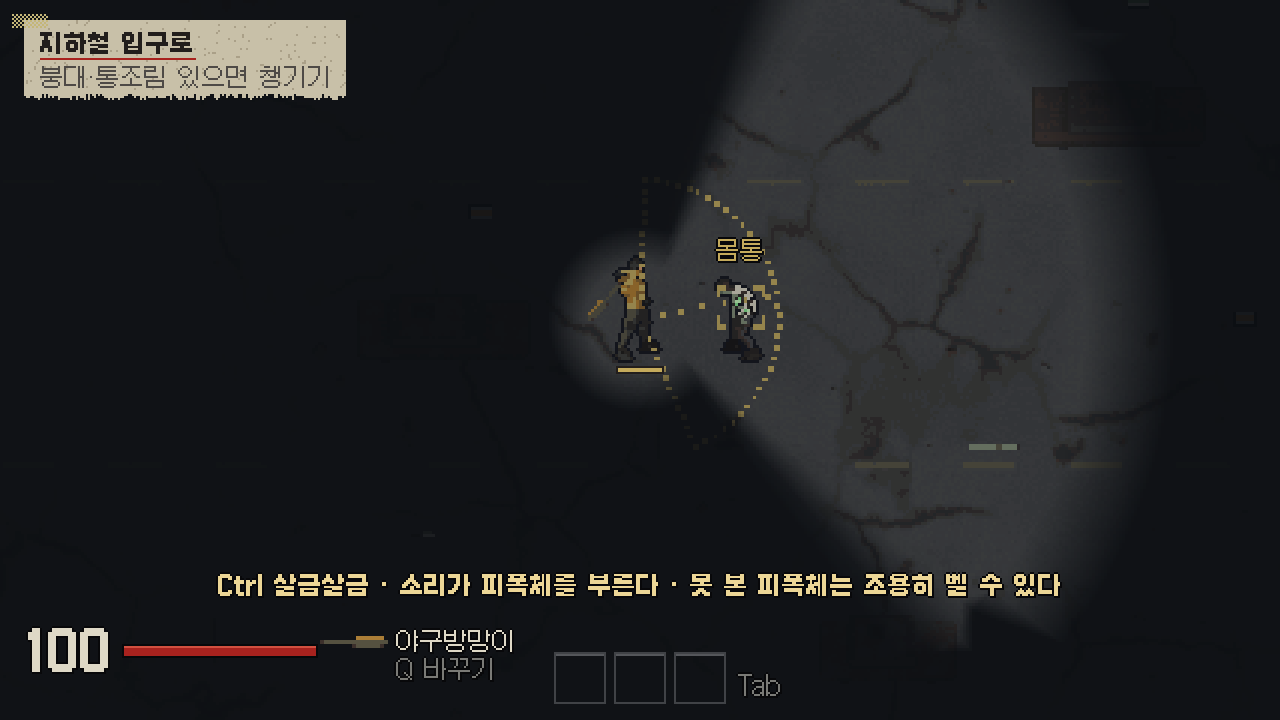 지하철 입구로
붕대·통조림 있으면 챙기기
몸통
Ctrl 살금살금 · 소리가 피폭체를 부른다 · 못 본 피폭체는 조용히 벨 수 있다
100
야구방망이
Q 바꾸기
Tab